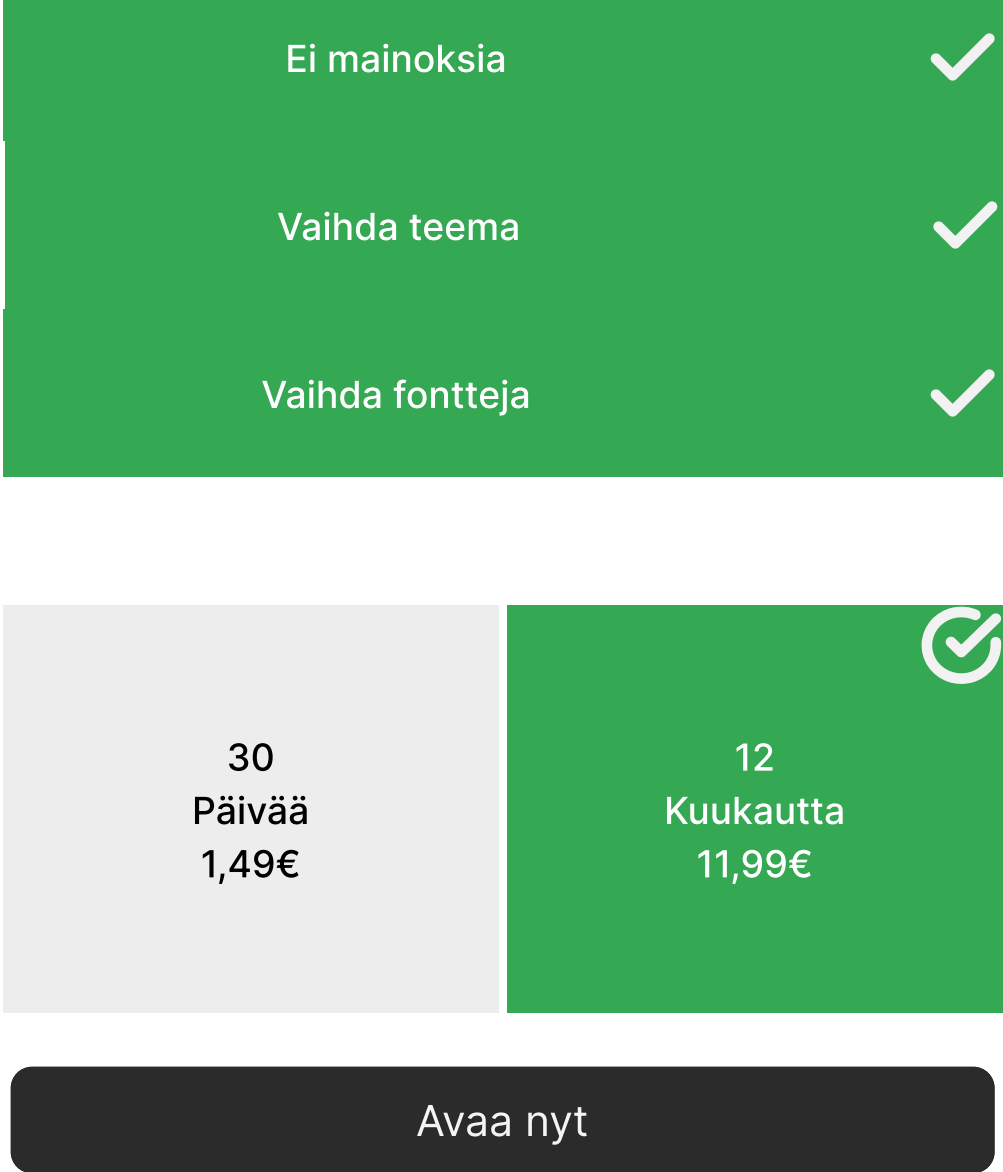 Ei mainoksia
Vaihda teema
Vaihda fontteja
30
Päivää
1,49€
12
Kuukautta
11,99€
Avaa nyt